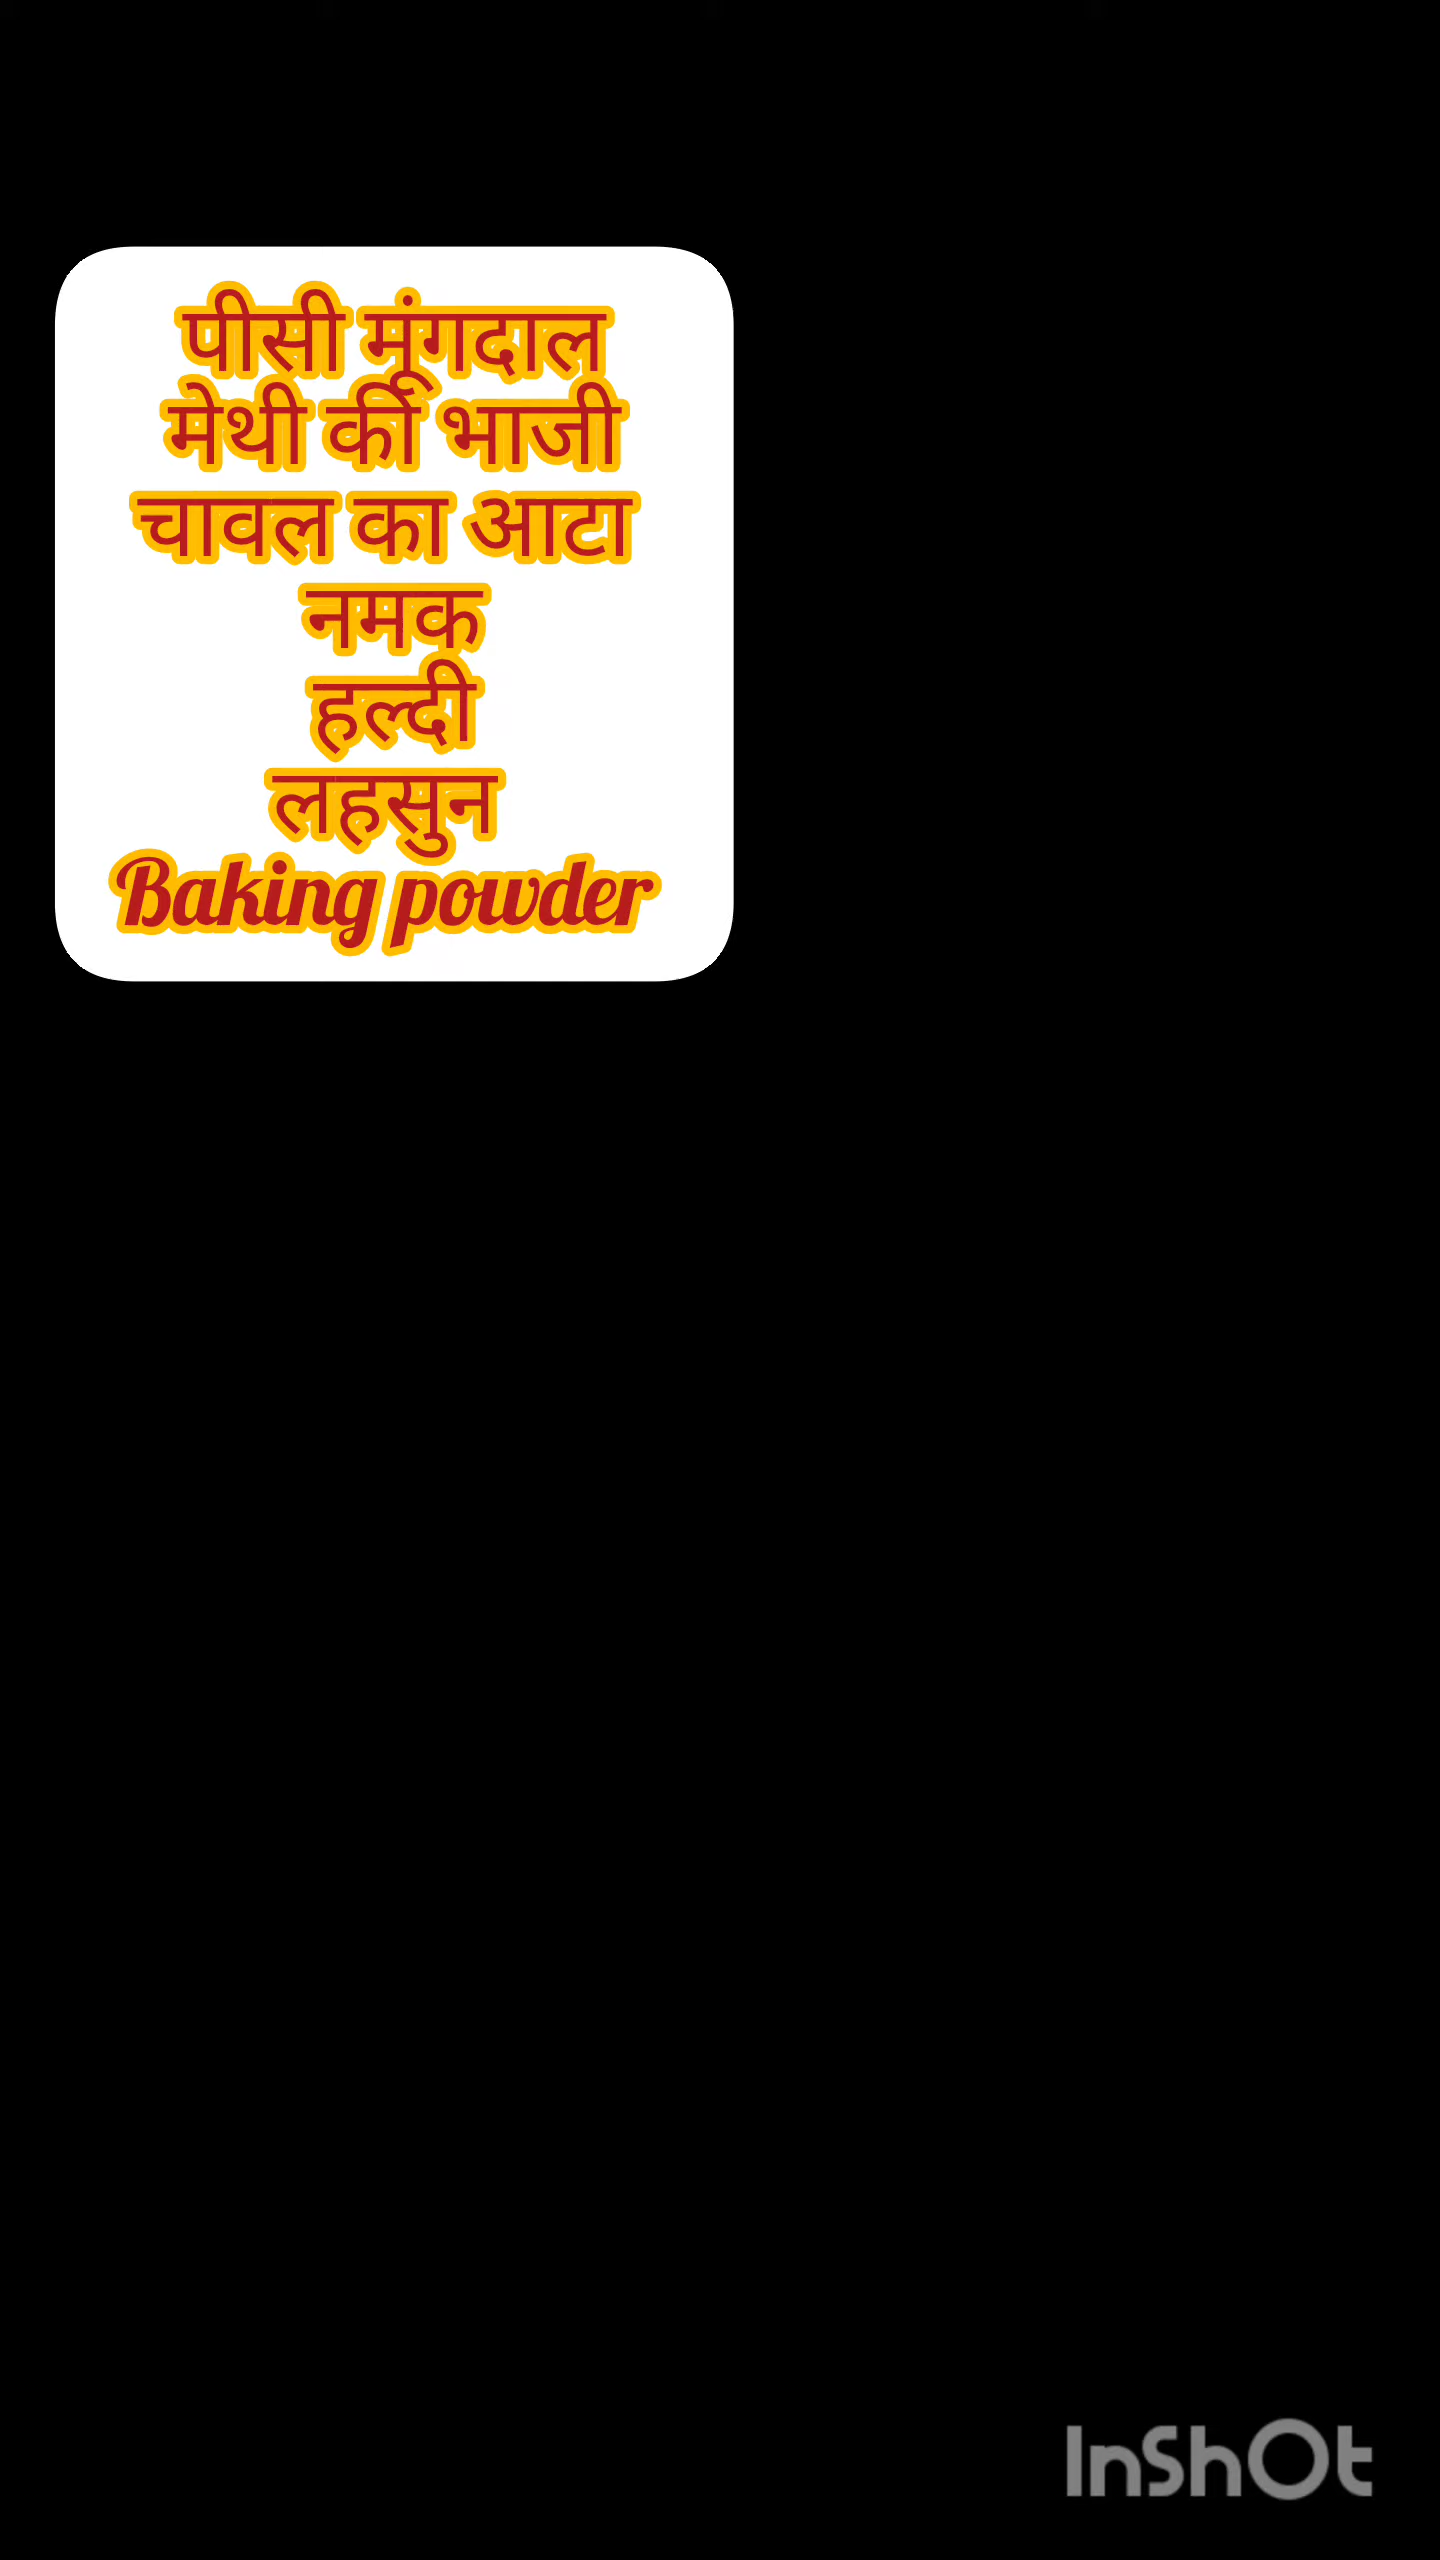 पीसी मूंगदाल
मेथी की भाजी
चावल का आटा
नमक
हल्दी
लहसुन
Baking powder
InShOt